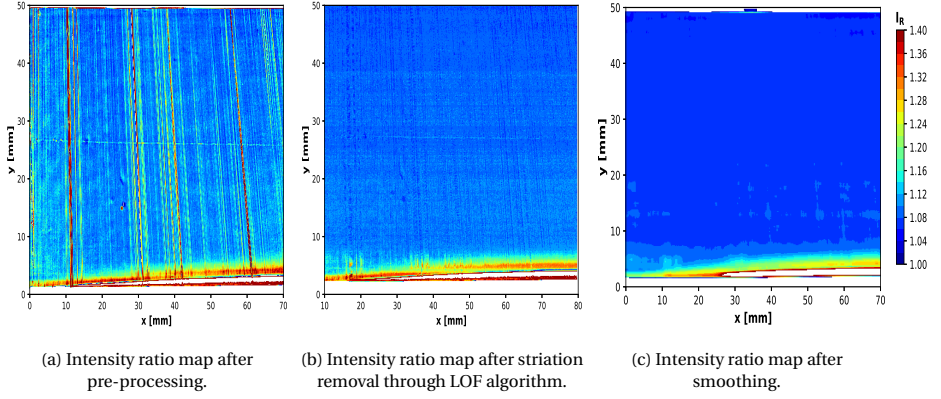 50
40
30
20
10
0
y [mm]
0 10 20 30 40 50 60 70
x [mm]
50
40
30
20
10
0
y [mm]
10 20 30 40 50 60 70 80
x [mm]
50
40
30
20
10
0
y [mm]
0 10 20 30 40 50 60 70
x [mm]
I_R
1.40
1.36
1.32
1.28
1.24
1.20
1.16
1.12
1.08
1.04
1.00
(a) Intensity ratio map after
pre-processing.
(b) Intensity ratio map after striation
removal through LOF algorithm.
(c) Intensity ratio map after
smoothing.